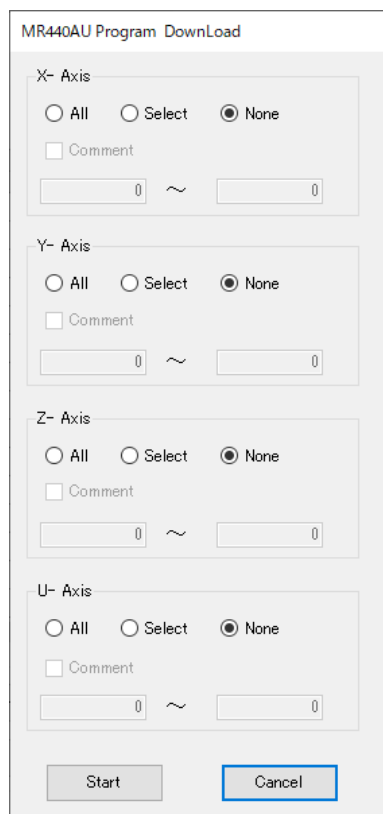 MR440AU Program DownLoad
X- Axis
All Select None
Comment
0 ～ 0
Y- Axis
All Select None
Comment
0 ～ 0
Z- Axis
All Select None
Comment
0 ～ 0
U- Axis
All Select None
Comment
0 ～ 0
Start Cancel